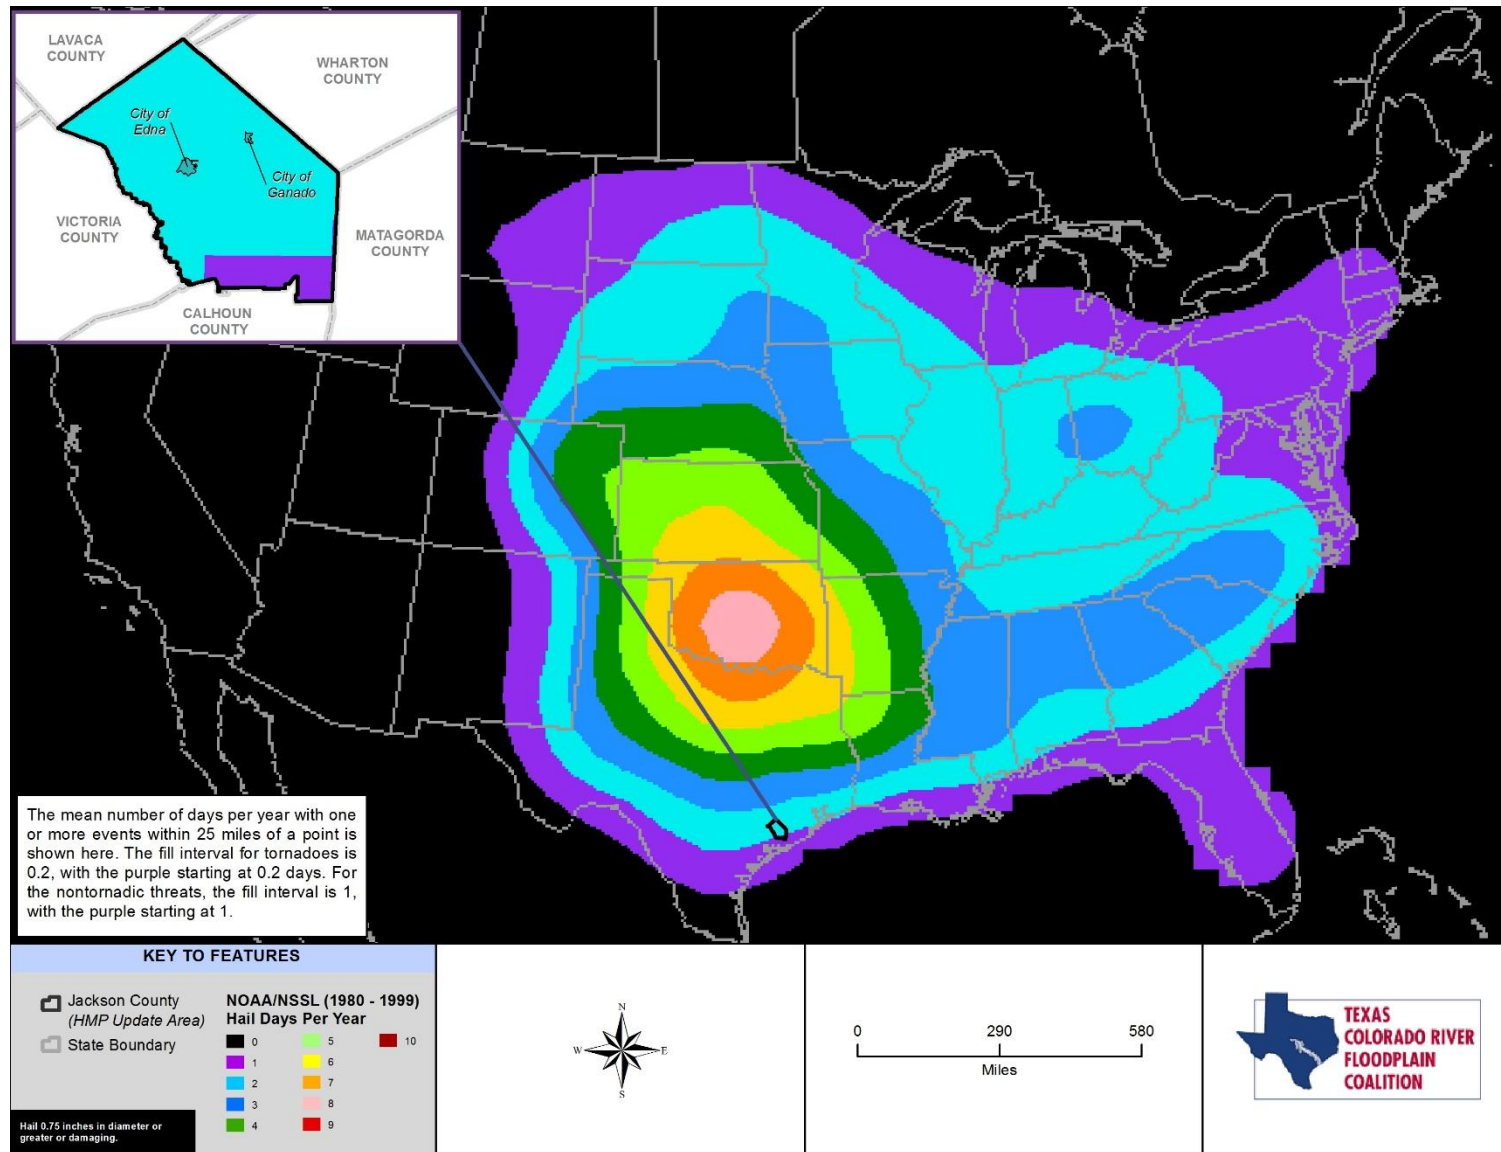 LAVACA
COUNTY
WHARTON
COUNTY
City of
Edna
City of
Ganado
VICTORIA
COUNTY
MATAGORDA
COUNTY
CALHOUN
COUNTY
The mean number of days per year with one
or more events within 25 miles of a point is
shown here. The fill interval for tornadoes is
0.2, with the purple starting at 0.2 days. For
the nontornadic threats, the fill interval is 1,
with the purple starting at 1.
KEY TO FEATURES
Jackson County
(HMP Update Area)
State Boundary
NOAA/NSSL (1980 - 1999)
Hail Days Per Year
0
1
2
3
4
5
6
7
8
9
10
Hail 0.75 inches in diameter or
greater or damaging.
N
W
E
S
0 290 580
Miles
TEXAS
COLORADO RIVER
FLOODPLAIN
COALITION